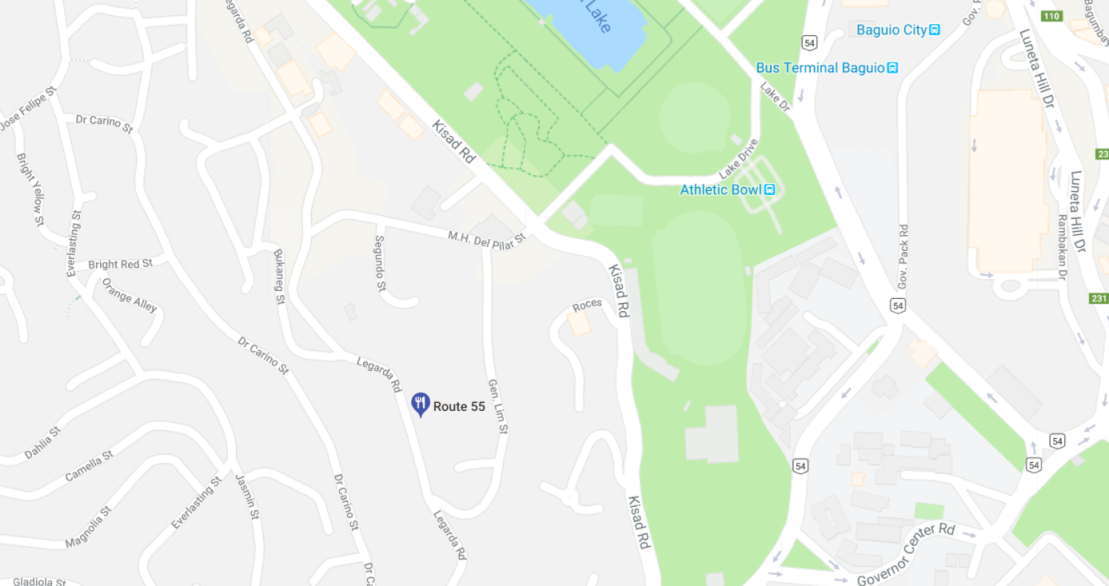 Legarda Rd
Lake
Baguio City
Gov. P
110
Bagumba
54
Luneta Hill Dr
Bus Terminal Baguio
Jose Felipe St
Dr Carino St
Kisad Rd
Lake Dr
Lake Drive
23
Bright Yellow St
Athletic Bowl
Luneta Hill Dr
Everlasting St
Segundo St
M.H. Del Pilar St
Gov. Pack Rd
Rambakan Dr
Bright Red St
Bukaneg St
Kisad Rd
Orange Alley
Roces
54
231
Dr Carino St
Legarda Rd
Route 55
Gen. Lim St
Dahlia St
Camella St
54
54
54
Everlasting St
Jasmin St
Dr Carino St
Magnolia St
Legarda Rd
Kisad Rd
Governor Center Rd
Gladiola St
Dr Ca